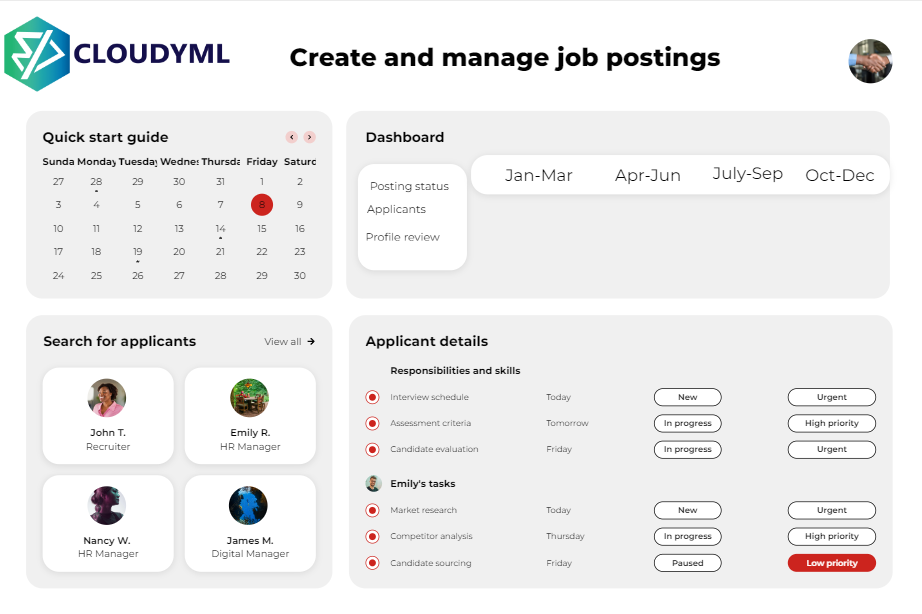 CLOUDYML
Create and manage job postings
Quick start guide
Sunda Monday Tuesday Wednes Thursda Friday Saturc
27 28 29 30 31 1 2
3 4 5 6 7 8 9
10 11 12 13 14 15 16
17 18 19 20 21 22 23
24 25 26 27 28 29 30
Dashboard
Posting status
Applicants
Profile review
Jan-Mar Apr-Jun July-Sep Oct-Dec
Search for applicants View all →
John T.
Recruiter
Emily R.
HR Manager
Nancy W.
HR Manager
James M.
Digital Manager
Applicant details
Responsibilities and skills
Interview schedule Today New Urgent
Assessment criteria Tomorrow In progress High priority
Candidate evaluation Friday In progress Urgent
Emily's tasks
Market research Today New Urgent
Competitor analysis Thursday In progress High priority
Candidate sourcing Friday Paused Low priority